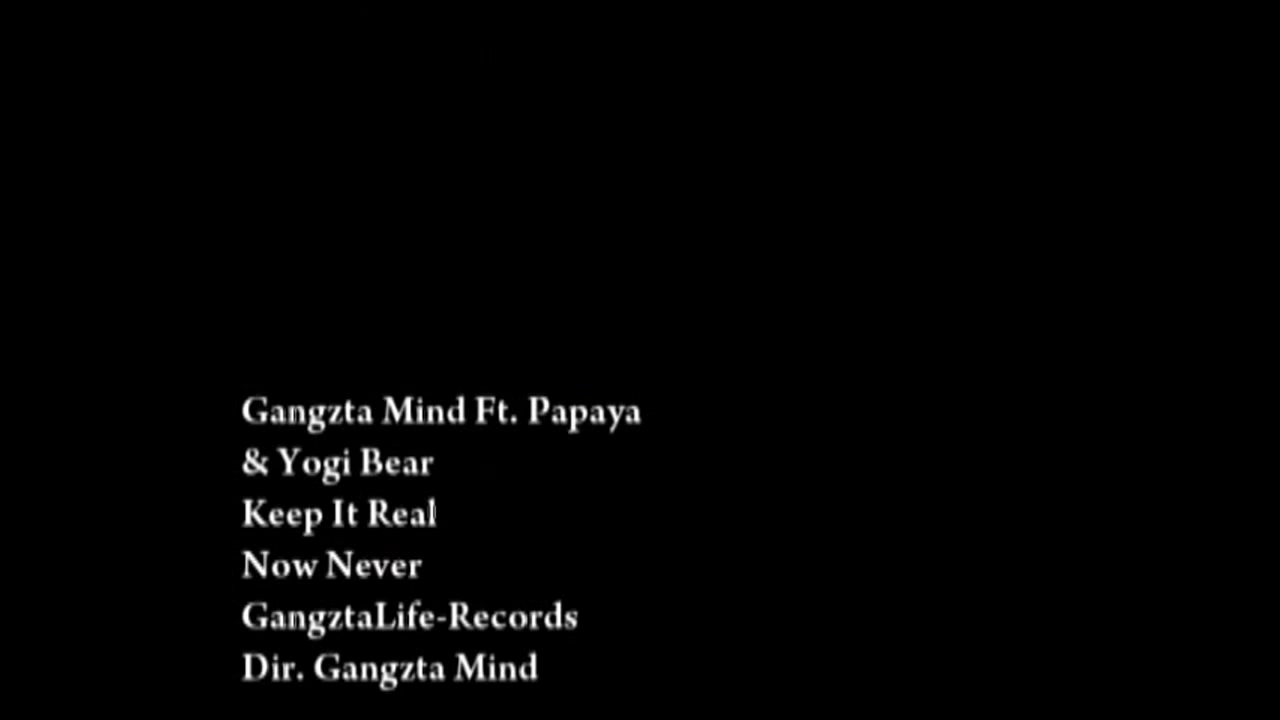 Gangzta Mind Ft. Papaya
& Yogi Bear
Keep It Real
Now Never
GangztaLife-Records
Dir. Gangzta Mind